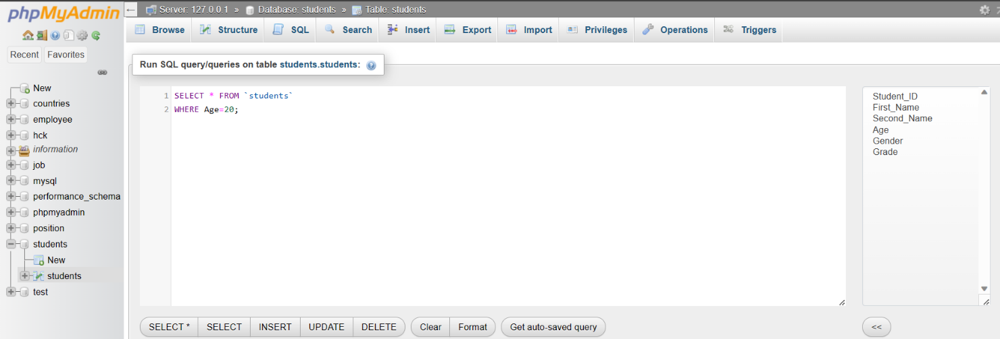 phpMyAdmin
Recent Favorites
New
countries
employee
hck
information
job
mysql
performance_schema
phpmyadmin
position
students
New
students
test
Server: 127.0.0.1 » Database: students » Table: students
Browse Structure SQL Search Insert Export Import Privileges Operations Triggers
Run SQL query/queries on table students.students:
1 SELECT * FROM `students`
2 WHERE Age=20;
Student_ID
First_Name
Second_Name
Age
Gender
Grade
SELECT * SELECT INSERT UPDATE DELETE Clear Format Get auto-saved query <<